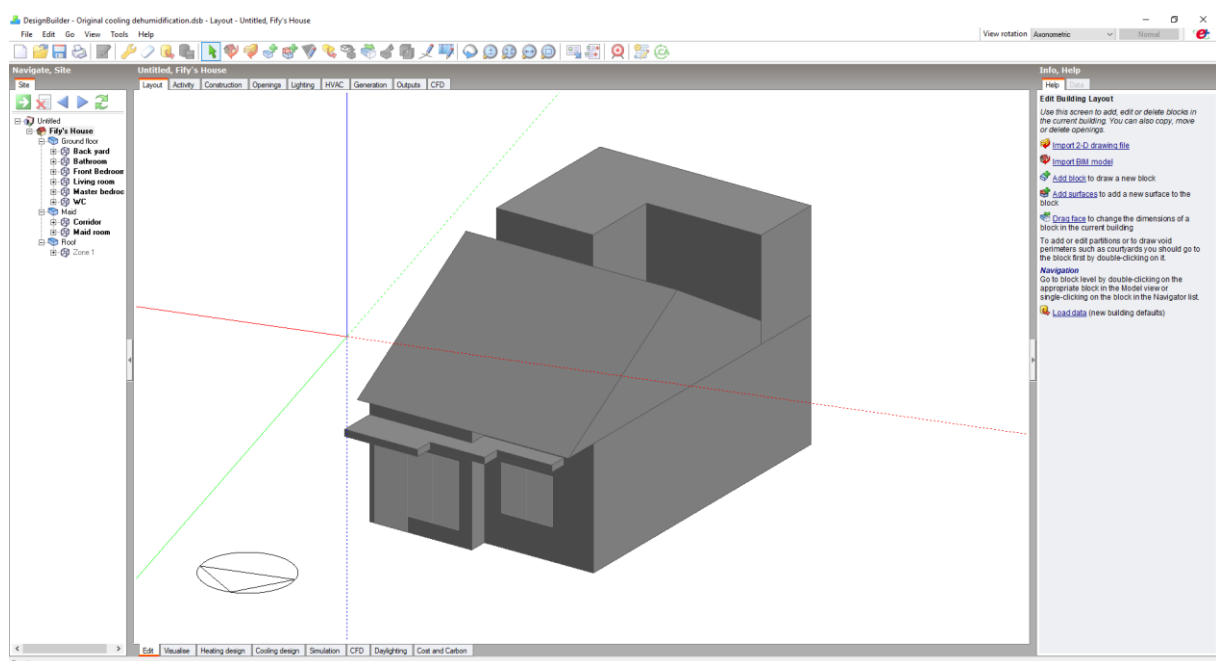 DesignBuilder - Original cooling dehumidification.dsb - Layout - Untitled, Fify's House
File Edit Go View Tools Help
View rotation Axonometric Normal
Navigate, Site
Site
Untitled
Fify's House
Ground floor
Back yard
Bathroom
Front Bedroom
Living room
Master bedroc
WC
Maid
Corridor
Maid room
Roof
Zone 1
Untitled, Fify's House
Layout Activity Construction Openings Lighting HVAC Generation Outputs CFD
Edit Visualise Heating design Cooling design Simulation CFD Daylighting Cost and Carbon
Info, Help
Help Data
Edit Building Layout
Use this screen to add, edit or delete blocks in
the current building. You can also copy, move
or delete openings.
Import 2-D drawing file
Import BIM model
Add block to draw a new block
Add surfaces to add a new surface to the
block
Drag face to change the dimensions of a
block in the current building
To add or edit partitions or to draw void
perimeters such as courtyards you should go to
the block first by double-clicking on it.
Navigation
Go to block level by double-clicking on the
appropriate block in the Model view or
single-clicking on the block in the Navigator list.
Load data (new building defaults)